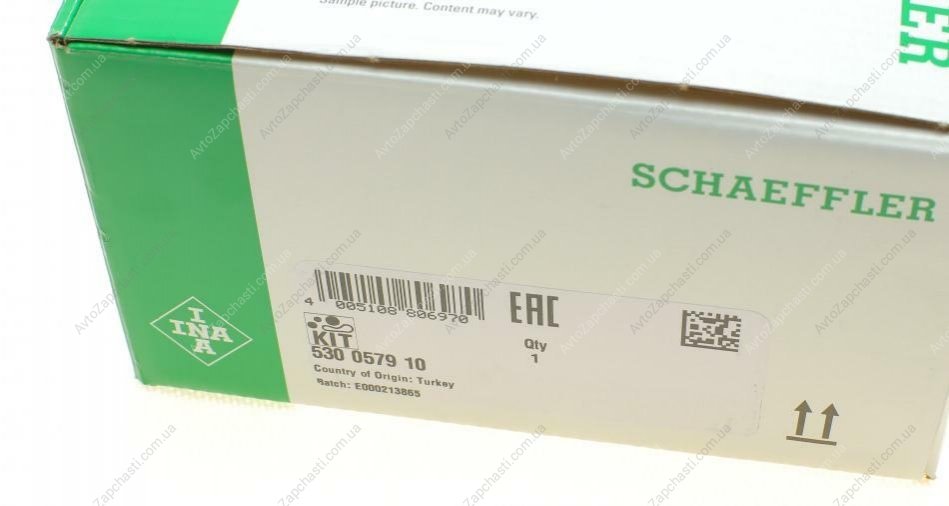 Sample picture. Content may vary.
ER
SCHAEFFLER
4 005108 806970
EAC
Qty
1
KIT
530 0579 10
Country of Origin: Turkey
Batch: E000213865
I
INA
A
AvtoZapchasti.com.ua